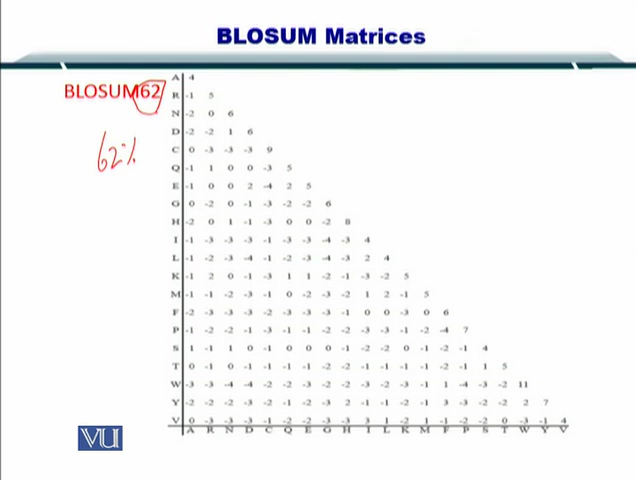 BLOSUM Matrices
BLOSUM62
62%
A 4
R -1 5
N -2 0 6
D -2 -2 1 6
C 0 -3 -3 -3 9
Q -1 1 0 0 -3 5
E -1 0 0 2 -4 2 5
G 0 -2 0 -1 -3 -2 -2 6
H -2 0 1 -1 -3 0 0 -2 8
I -1 -3 -3 -3 -1 -3 -3 -4 -3 4
L -1 -2 -3 -4 -1 -2 -3 -4 -3 2 4
K -1 2 0 -1 -3 1 1 -2 -1 -3 -2 5
M -1 -1 -2 -3 -1 0 -2 -3 -2 1 2 -1 5
F -2 -3 -3 -3 -2 -3 -3 -3 -1 0 0 -3 0 6
P -1 -2 -2 -1 -3 -1 -1 -2 -2 -3 -3 -1 -2 -4 7
S 1 -1 1 0 -1 0 0 0 -1 -2 -2 0 -1 -2 -1 4
T 0 -1 0 -1 -1 -1 -1 -2 -2 -1 -1 -1 -1 -2 -1 1 5
W -3 -3 -4 -4 -2 -2 -3 -2 -2 -3 -2 -3 -1 1 -4 -3 -2 11
Y -2 -2 -2 -3 -2 -1 -2 -3 2 -1 -1 -2 -1 3 -3 -2 -2 2 7
V 0 -3 -3 -3 -1 -2 -2 -3 -3 3 1 -2 1 -1 -2 -2 0 -3 -1 4
A R N D C Q E G H I L K M F P S T W Y V
VU